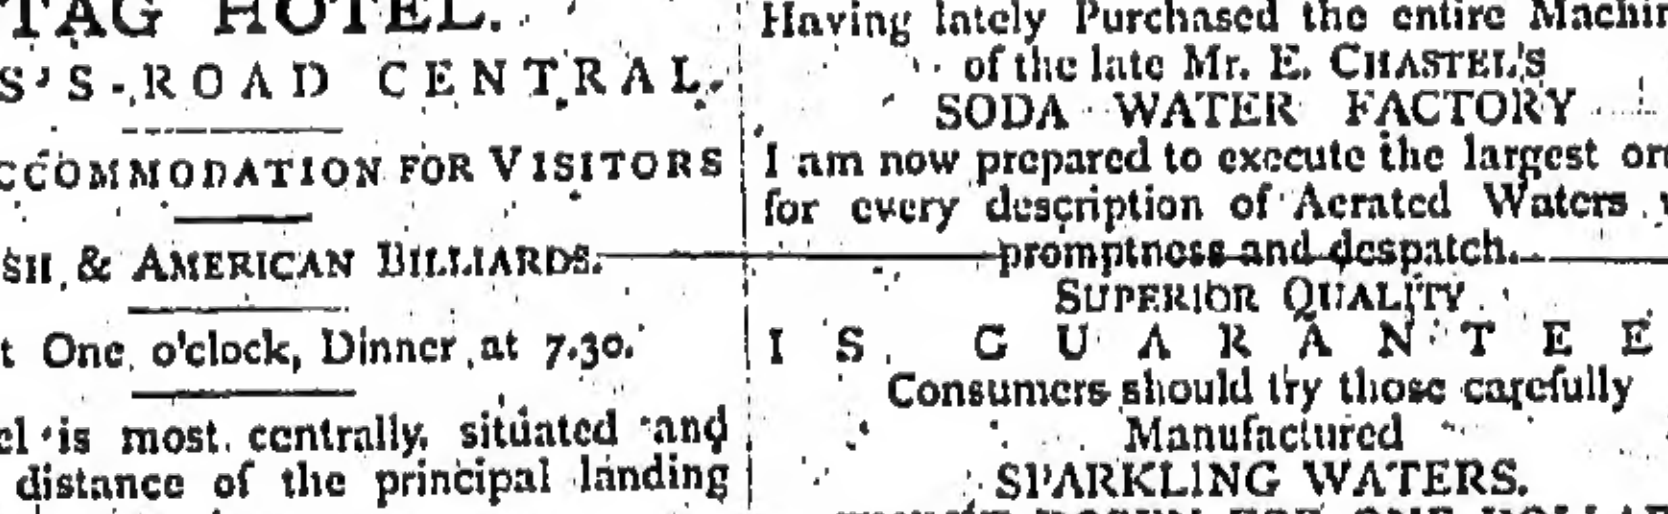 TAG HOTEL.
S'S-ROAD CENTRAL.
CCOMMODATION FOR VISITORS
SH & AMERICAN BILLIARDS.
t One o'clock, Dinner at 7.30.
el is most centrally situated and
distance of the principal landing
Having lately Purchased the entire Machin
of the late Mr. E. CHASTEL'S
SODA WATER FACTORY
I am now prepared to execute the largest or
for every description of Aerated Waters
promptness and despatch.
SUPERIOR QUALITY
IS GUARANTEE
Consumers should try those carefully
Manufactured
SPARKLING WATERS.